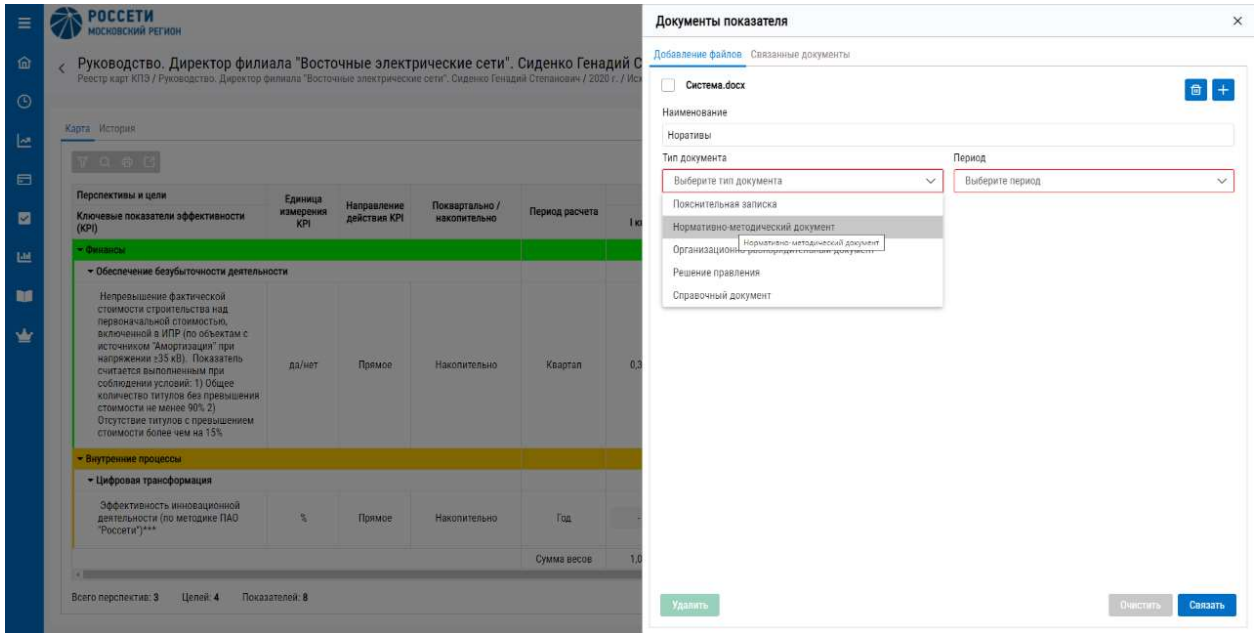 РОССЕТИ
МОСКОВСКИЙ РЕГИОН
Руководство. Директор филиала "Восточные электрические сети". Сиденко Генадий С
Реестр карт КПЭ / Руководство. Директор филиала "Восточные электрические сети". Сиденко Генадий Степанович / 2020 г. / Исх
Карта История
Перспективы и цели
Ключевые показатели эффективности
(KPI)
Единица
измерения
KPI
Направление
действия KPI
Поквартально /
накопительно
Период расчета
I к
Финансы
Обеспечение безубыточности деятельности
Непревышение фактической
стоимости строительства над
первоначальной стоимостью,
включенной в ИПР (по объектам с
источником "Амортизация" при
напряжении ≥35 кВ). Показатель
считается выполненным при
соблюдении условий: 1) Общее
количество титулов без превышения
стоимости не менее 90% 2)
Отсутствие титулов с превышением
стоимости более чем на 15%
да/нет
Прямое
Накопительно
Квартал
0,3
Внутренние процессы
Цифровая трансформация
Эффективность инновационной
деятельности (по методике ПАО
"Россети")***
%
Прямое
Накопительно
Год
-
Сумма весов
1,0
Всего перспектив: 3 Целей: 4 Показателей: 8
Документы показателя
Добавление файлов Связанные документы
Система.docx
Наименование
Норативы
Тип документа
Период
Выберите тип документа
Выберите период
Пояснительная записка
Нормативно-методический документ
Нормативно-методический документ
Организационно-распорядительный документ
Решение правления
Справочный документ
Удалить
Очистить
Связать